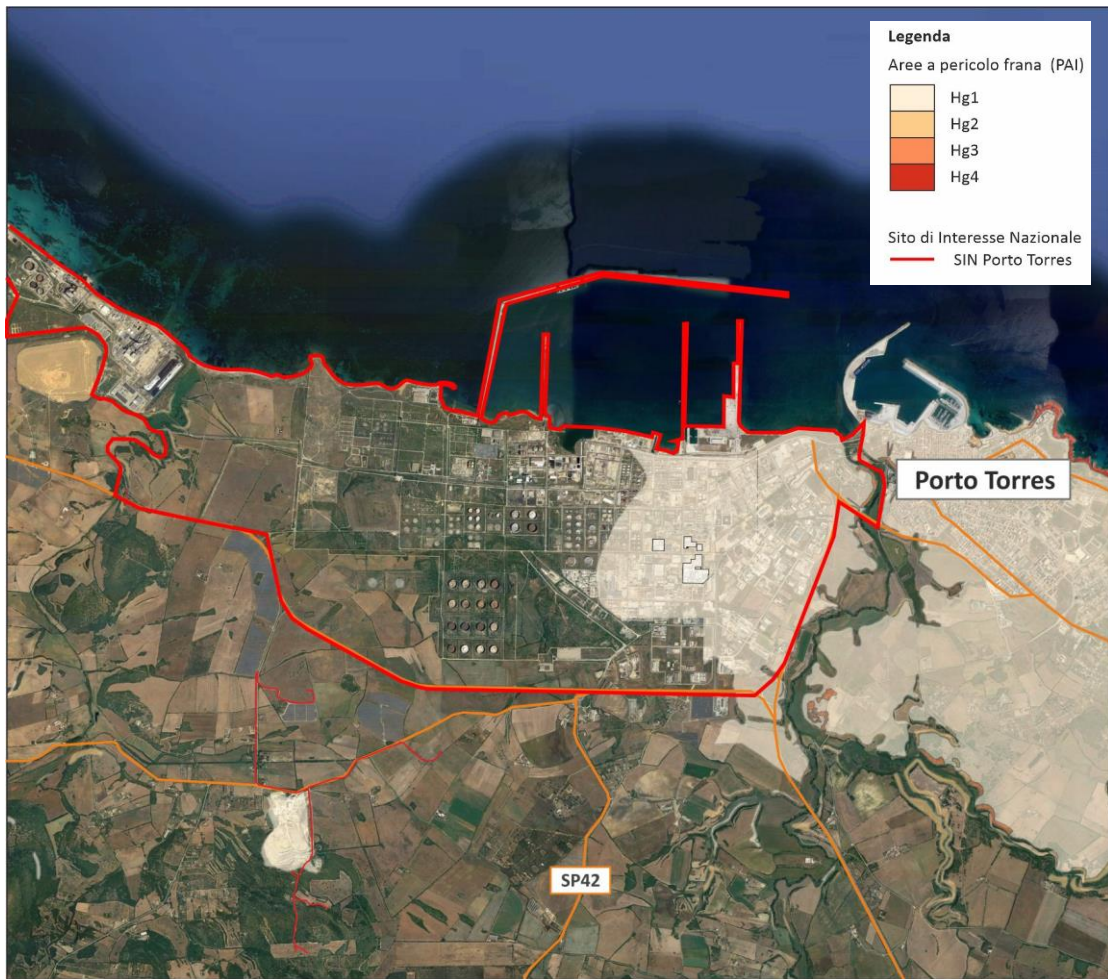 Legenda
Aree a pericolo frana (PAI)
Hg1
Hg2
Hg3
Hg4
Sito di Interesse Nazionale
SIN Porto Torres
Porto Torres
SP42